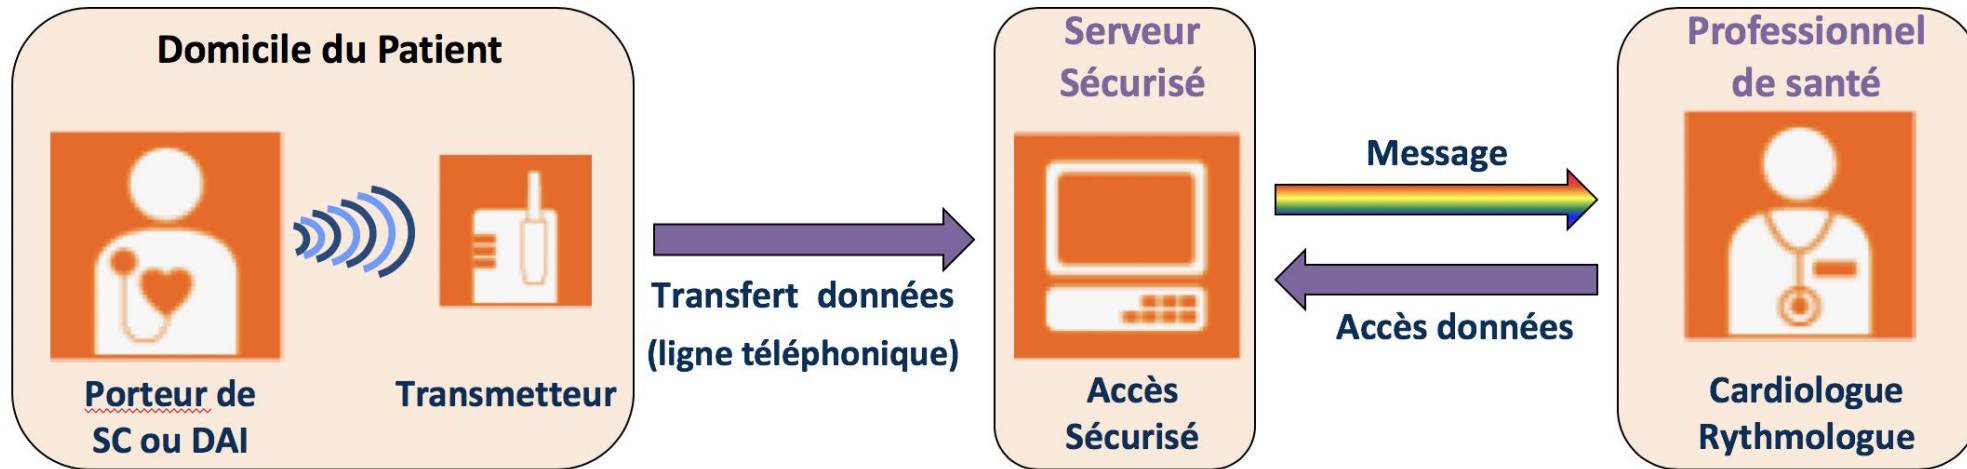 Domicile du Patient
Porteur de
SC ou DAI
Transmetteur
Transfert données
(ligne téléphonique)
Serveur
Sécurisé
Accès
Sécurisé
Message
Accès données
Professionnel
de santé
Cardiologue
Rythmologue